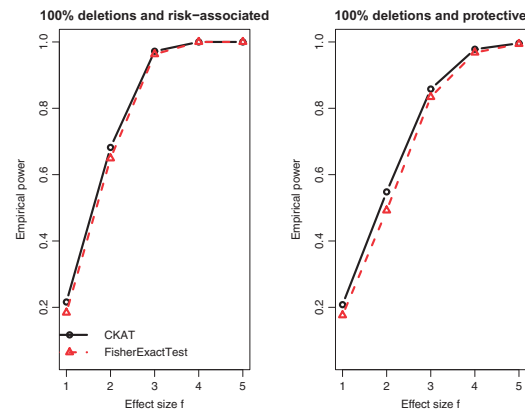 100% deletions and risk−associated
100% deletions and protective
Empirical power
0.2 0.4 0.6 0.8 1.0
CKAT
FisherExactTest
1 2 3 4 5
Effect size f
Empirical power
0.2 0.4 0.6 0.8 1.0
1 2 3 4 5
Effect size f